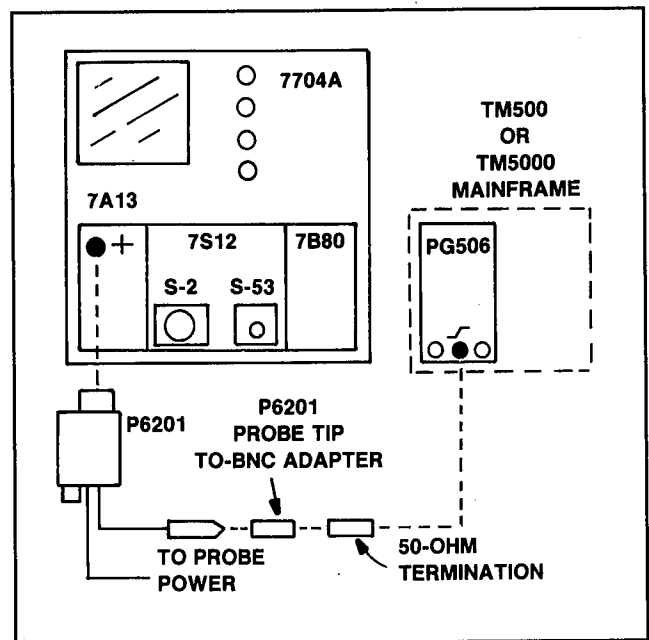 7704A
TM500
OR
TM5000
MAINFRAME
7A13
7S12
7B80
PG506
+
S-2
S-53
P6201
P6201
PROBE TIP
TO-BNC ADAPTER
TO PROBE
POWER
50-OHM
TERMINATION